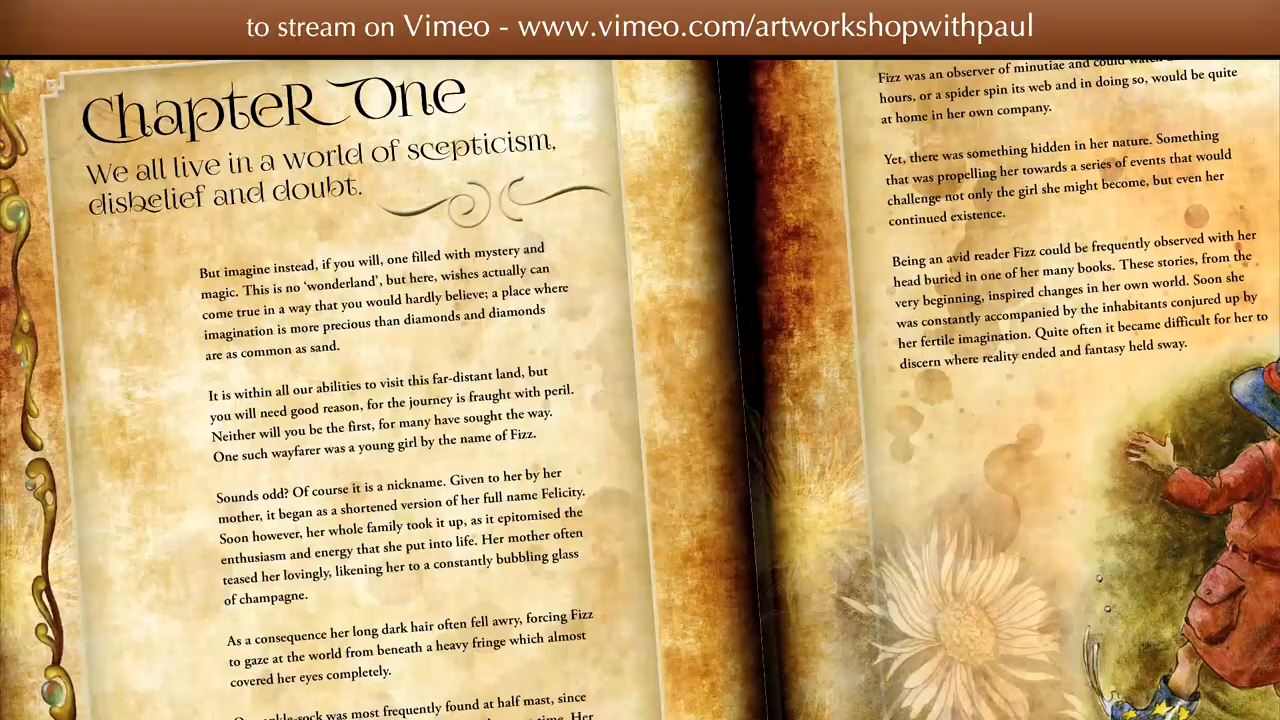 to stream on Vimeo - www.vimeo.com/artworkshopwithpaul
Chapter One
We all live in a world of scepticism,
disbelief and doubt.
But imagine instead, if you will, one filled with mystery and
magic. This is no ‘wonderland’, but here, wishes actually can
come true in a way that you would hardly believe; a place where
imagination is more precious than diamonds and diamonds
are as common as sand.
It is within all our abilities to visit this far-distant land, but
you will need good reason, for the journey is fraught with peril.
Neither will you be the first, for many have sought the way.
One such wayfarer was a young girl by the name of Fizz.
Sounds odd? Of course it is a nickname. Given to her by her
mother, it began as a shortened version of her full name Felicity.
Soon however, her whole family took it up, as it epitomised the
enthusiasm and energy that she put into life. Her mother often
teased her lovingly, likening her to a constantly bubbling glass
of champagne.
As a consequence her long dark hair often fell awry, forcing Fizz
to gaze at the world from beneath a heavy fringe which almost
covered her eyes completely.
sock was most frequently found at half mast, since
time. Her
Fizz was an observer of minutiae and could
hours, or a spider spin its web and in doing so, would be quite
at home in her own company.
Yet, there was something hidden in her nature. Something
that was propelling her towards a series of events that would
challenge not only the girl she might become, but even her
continued existence.
Being an avid reader Fizz could be frequently observed with her
head buried in one of her many books. These stories, from the
very beginning, inspired changes in her own world. Soon she
was constantly accompanied by the inhabitants conjured up by
her fertile imagination. Quite often it became difficult for her to
discern where reality ended and fantasy held sway.